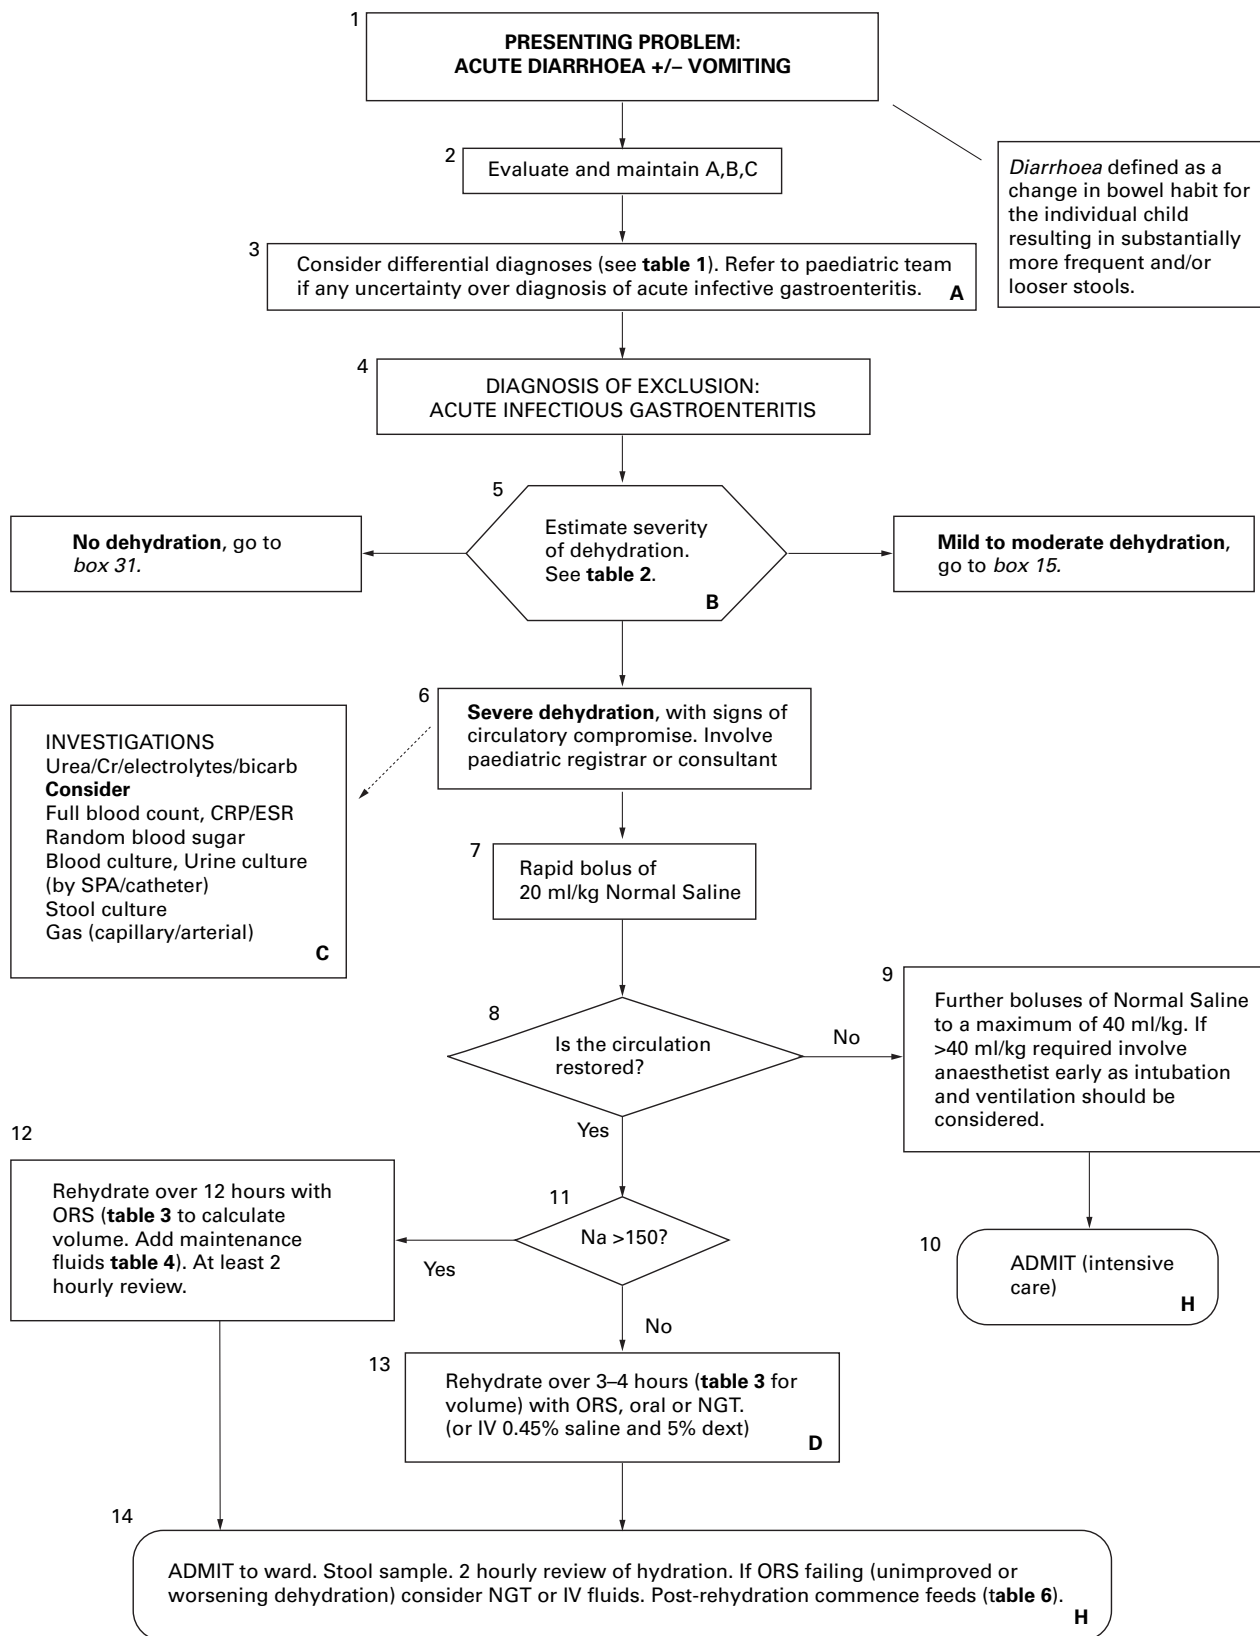 1
PRESENTING PROBLEM:
ACUTE DIARRHOEA +/– VOMITING
2
Evaluate and maintain A,B,C
Diarrhoea defined as a
change in bowel habit for
the individual child
resulting in substantially
more frequent and/or
looser stools.
3
Consider differential diagnoses (see table 1). Refer to paediatric team
if any uncertainty over diagnosis of acute infective gastroenteritis.
A
4
DIAGNOSIS OF EXCLUSION:
ACUTE INFECTIOUS GASTROENTERITIS
5
Estimate severity
of dehydration.
See table 2.
B
No dehydration, go to
box 31.
Mild to moderate dehydration,
go to box 15.
6
Severe dehydration, with signs of
circulatory compromise. Involve
paediatric registrar or consultant
INVESTIGATIONS
Urea/Cr/electrolytes/bicarb
Consider
Full blood count, CRP/ESR
Random blood sugar
Blood culture, Urine culture
(by SPA/catheter)
Stool culture
Gas (capillary/arterial)
C
7
Rapid bolus of
20 ml/kg Normal Saline
8
Is the circulation
restored?
No
Yes
9
Further boluses of Normal Saline
to a maximum of 40 ml/kg. If
>40 ml/kg required involve
anaesthetist early as intubation
and ventilation should be
considered.
10
ADMIT (intensive
care)
H
11
Na >150?
Yes
No
12
Rehydrate over 12 hours with
ORS (table 3 to calculate
volume. Add maintenance
fluids table 4). At least 2
hourly review.
13
Rehydrate over 3–4 hours (table 3 for
volume) with ORS, oral or NGT.
(or IV 0.45% saline and 5% dext)
D
14
ADMIT to ward. Stool sample. 2 hourly review of hydration. If ORS failing (unimproved or
worsening dehydration) consider NGT or IV fluids. Post-rehydration commence feeds (table 6).
H